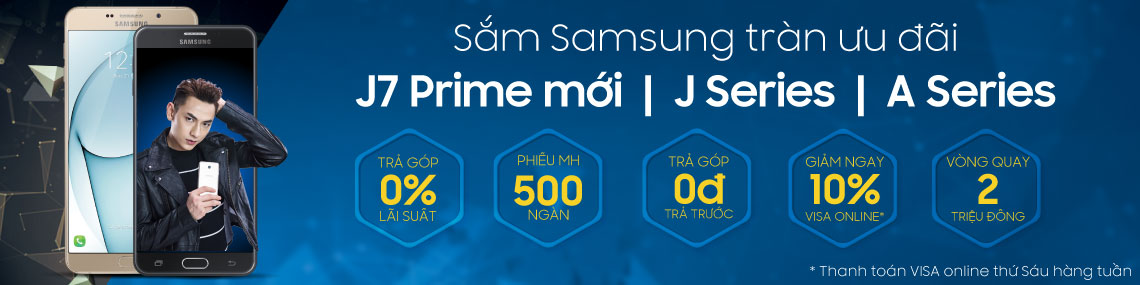 SAMSUNG
SAMSUNG
Sắm Samsung tràn ưu đãi
J7 Prime mới | J Series | A Series
TRẢ GÓP
0%
LÃI SUẤT
PHIẾU MH
500
NGÀN
TRẢ GÓP
0đ
TRẢ TRƯỚC
GIẢM NGAY
10%
VISA ONLINE*
VÒNG QUAY
2
TRIỆU ĐỒNG
* Thanh toán VISA online thứ Sáu hàng tuần